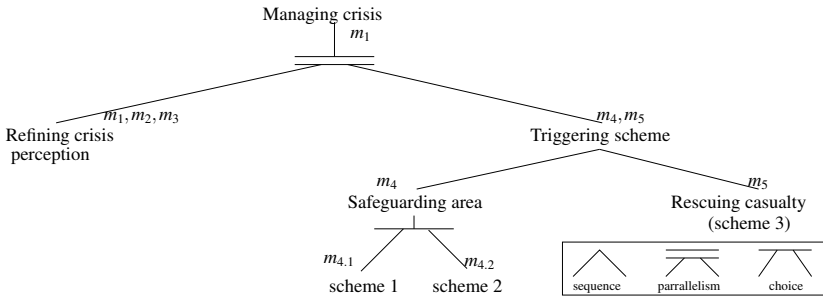 Managing crisis
m₁
m₁, m₂, m₃
m₄, m₅
Refining crisis
perception
Triggering scheme
m₄
m₅
Safeguarding area
Rescuing casualty
(scheme 3)
m₄.₁
m₄.₂
scheme 1
scheme 2
sequence
parrallelism
choice